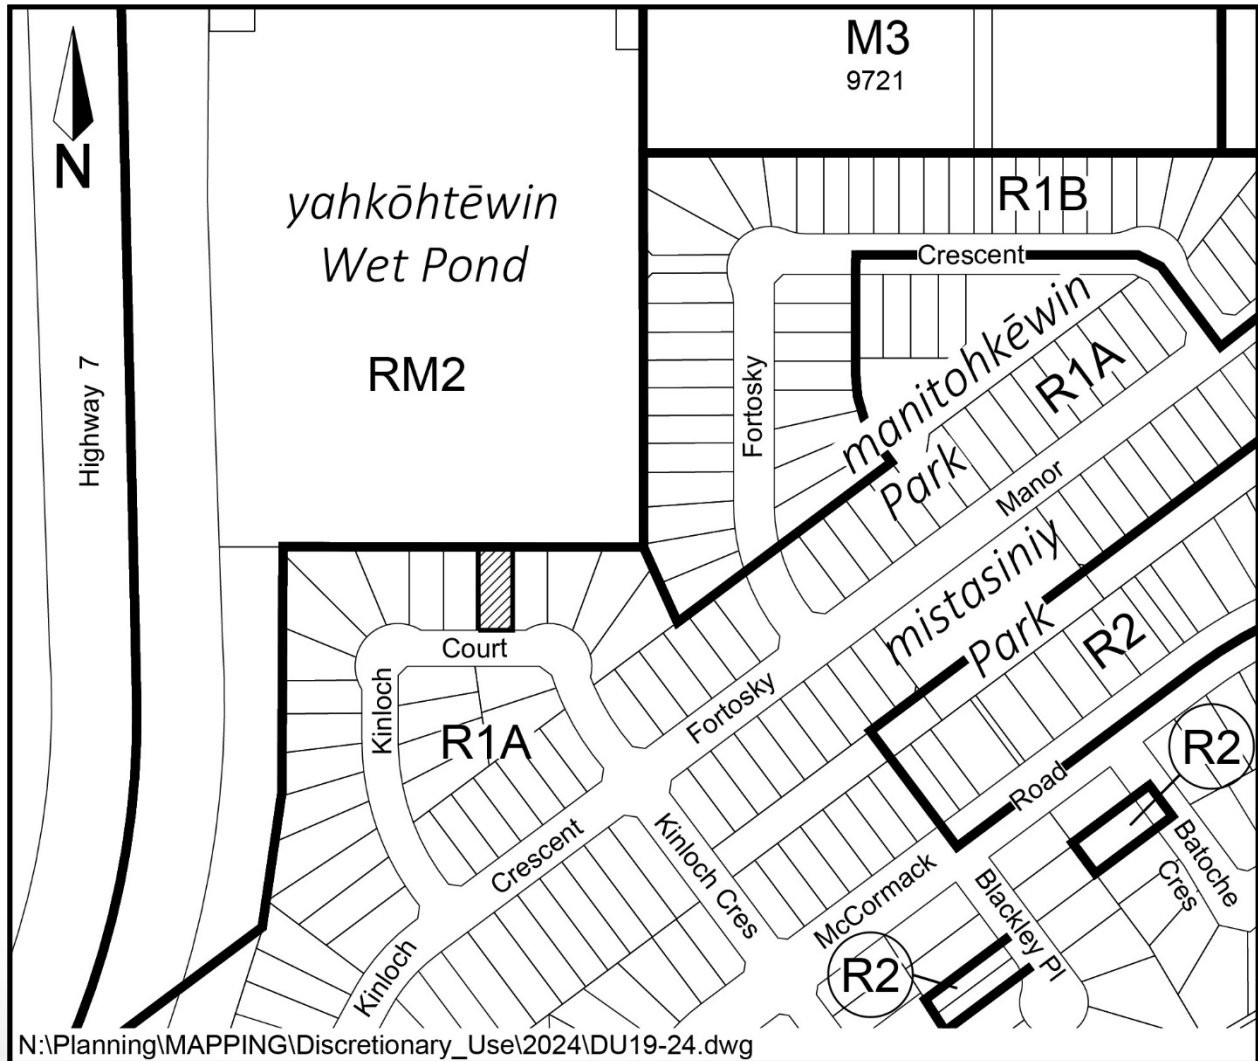 M3
9721
N
yahkōhtēwin
Wet Pond
RM2
Highway 7
R1B
Crescent
Fortosky
manitohkēwin
Park
R1A
Manor
mistasiniy
Park
R2
Court
Kinloch
R1A
Fortosky
Road
R2
Crescent
Kinloch Cres
McCormack
Batoche
Cres
Blackley Pl
R2
Kinloch
N:\Planning\MAPPING\Discretionary_Use\2024\DU19-24.dwg